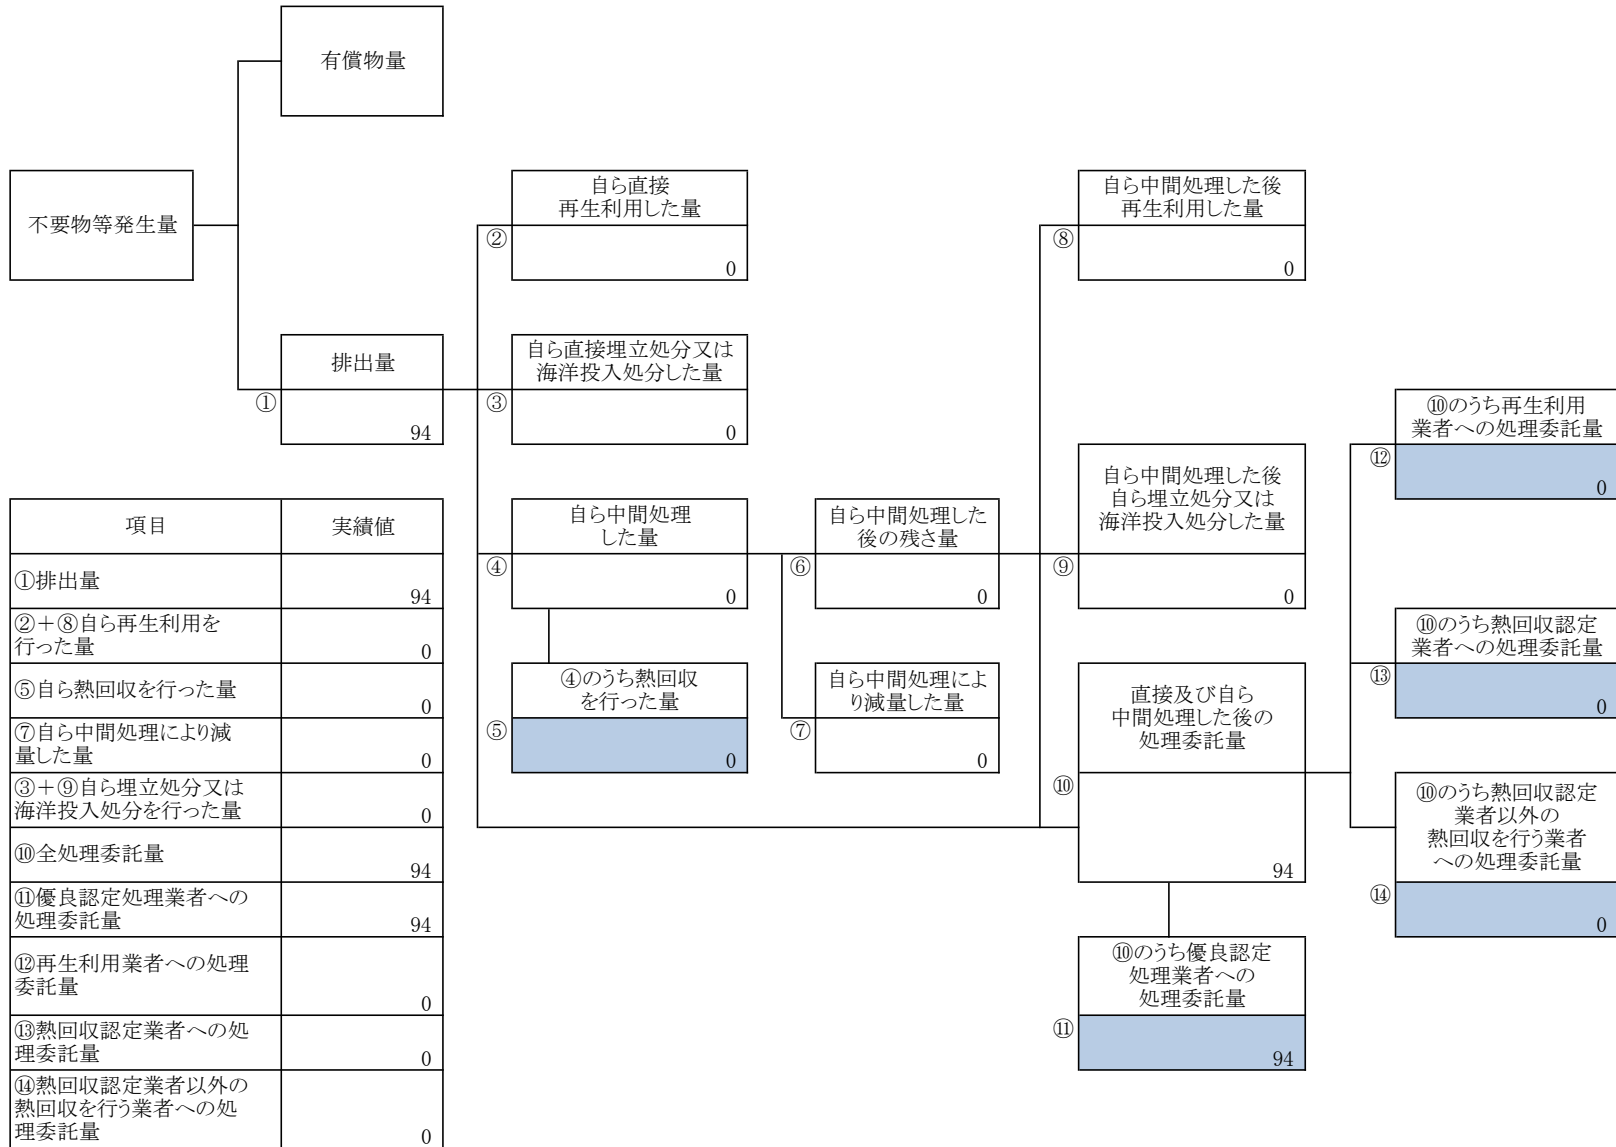 有償物量
不要物等発生量
自ら直接
再生利用した量
②
0
自ら中間処理した後
再生利用した量
⑧
0
排出量
①
94
自ら直接埋立処分又は
海洋投入処分した量
③
0
⑩のうち再生利用
業者への処理委託量
⑫
0
自ら中間処理
した量
④
0
自ら中間処理した
後の残さ量
⑥
0
自ら中間処理した後
自ら埋立処分又は
海洋投入処分した量
⑨
0
⑩のうち熱回収認定
業者への処理委託量
⑬
0
④のうち熱回収
を行った量
⑤
0
自ら中間処理によ
り減量した量
⑦
0
直接及び自ら
中間処理した後の
処理委託量
⑩
94
⑩のうち熱回収認定
業者以外の
熱回収を行う業者
への処理委託量
⑭
0
⑩のうち優良認定
処理業者への
処理委託量
⑪
94
項目 実績値
①排出量
94
②+⑧自ら再生利用を
行った量
0
⑤自ら熱回収を行った量
0
⑦自ら中間処理により減
量した量
0
③+⑨自ら埋立処分又は
海洋投入処分を行った量
0
⑩全処理委託量
94
⑪優良認定処理業者への
処理委託量
94
⑫再生利用業者への処理
委託量
0
⑬熱回収認定業者への処
理委託量
0
⑭熱回収認定業者以外の
熱回収を行う業者への処
理委託量
0